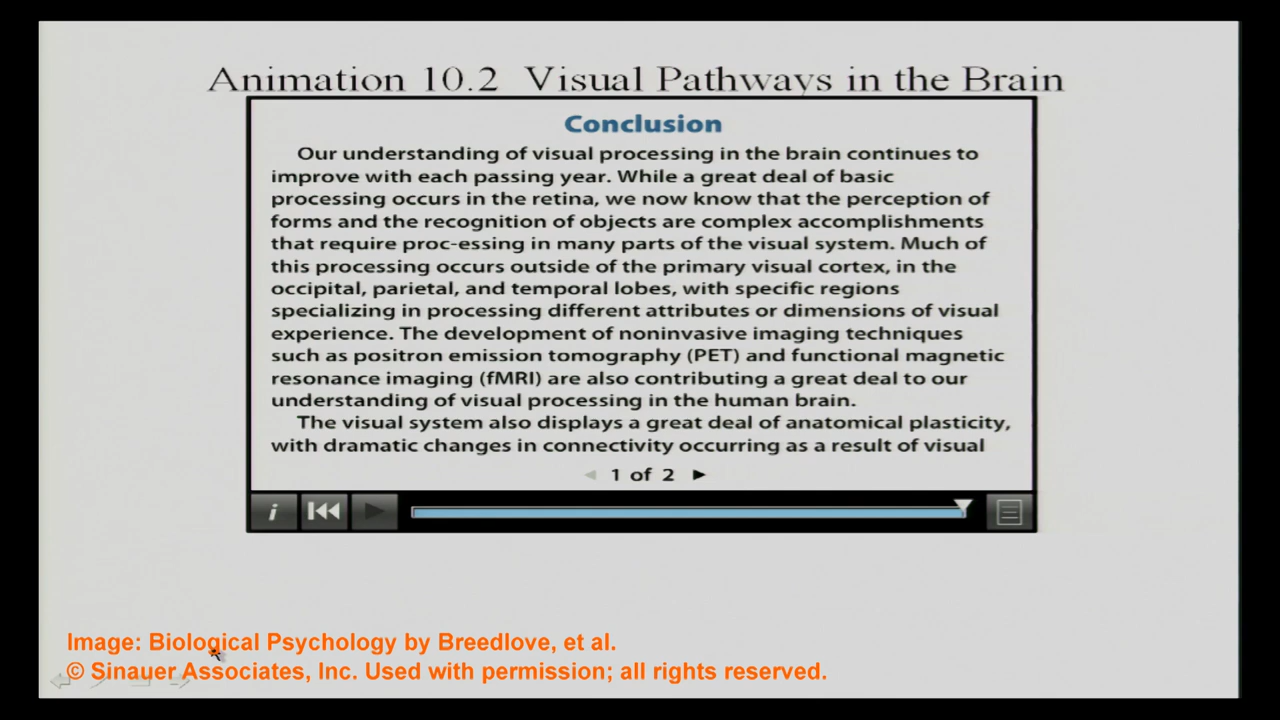 Animation 10.2 Visual Pathways in the Brain
Conclusion
Our understanding of visual processing in the brain continues to
improve with each passing year. While a great deal of basic
processing occurs in the retina, we now know that the perception of
forms and the recognition of objects are complex accomplishments
that require proc-essing in many parts of the visual system. Much of
this processing occurs outside of the primary visual cortex, in the
occipital, parietal, and temporal lobes, with specific regions
specializing in processing different attributes or dimensions of visual
experience. The development of noninvasive imaging techniques
such as positron emission tomography (PET) and functional magnetic
resonance imaging (fMRI) are also contributing a great deal to our
understanding of visual processing in the human brain.
The visual system also displays a great deal of anatomical plasticity,
with dramatic changes in connectivity occurring as a result of visual
1 of 2
i
Image: Biological Psychology by Breedlove, et al.
© Sinauer Associates, Inc. Used with permission; all rights reserved.